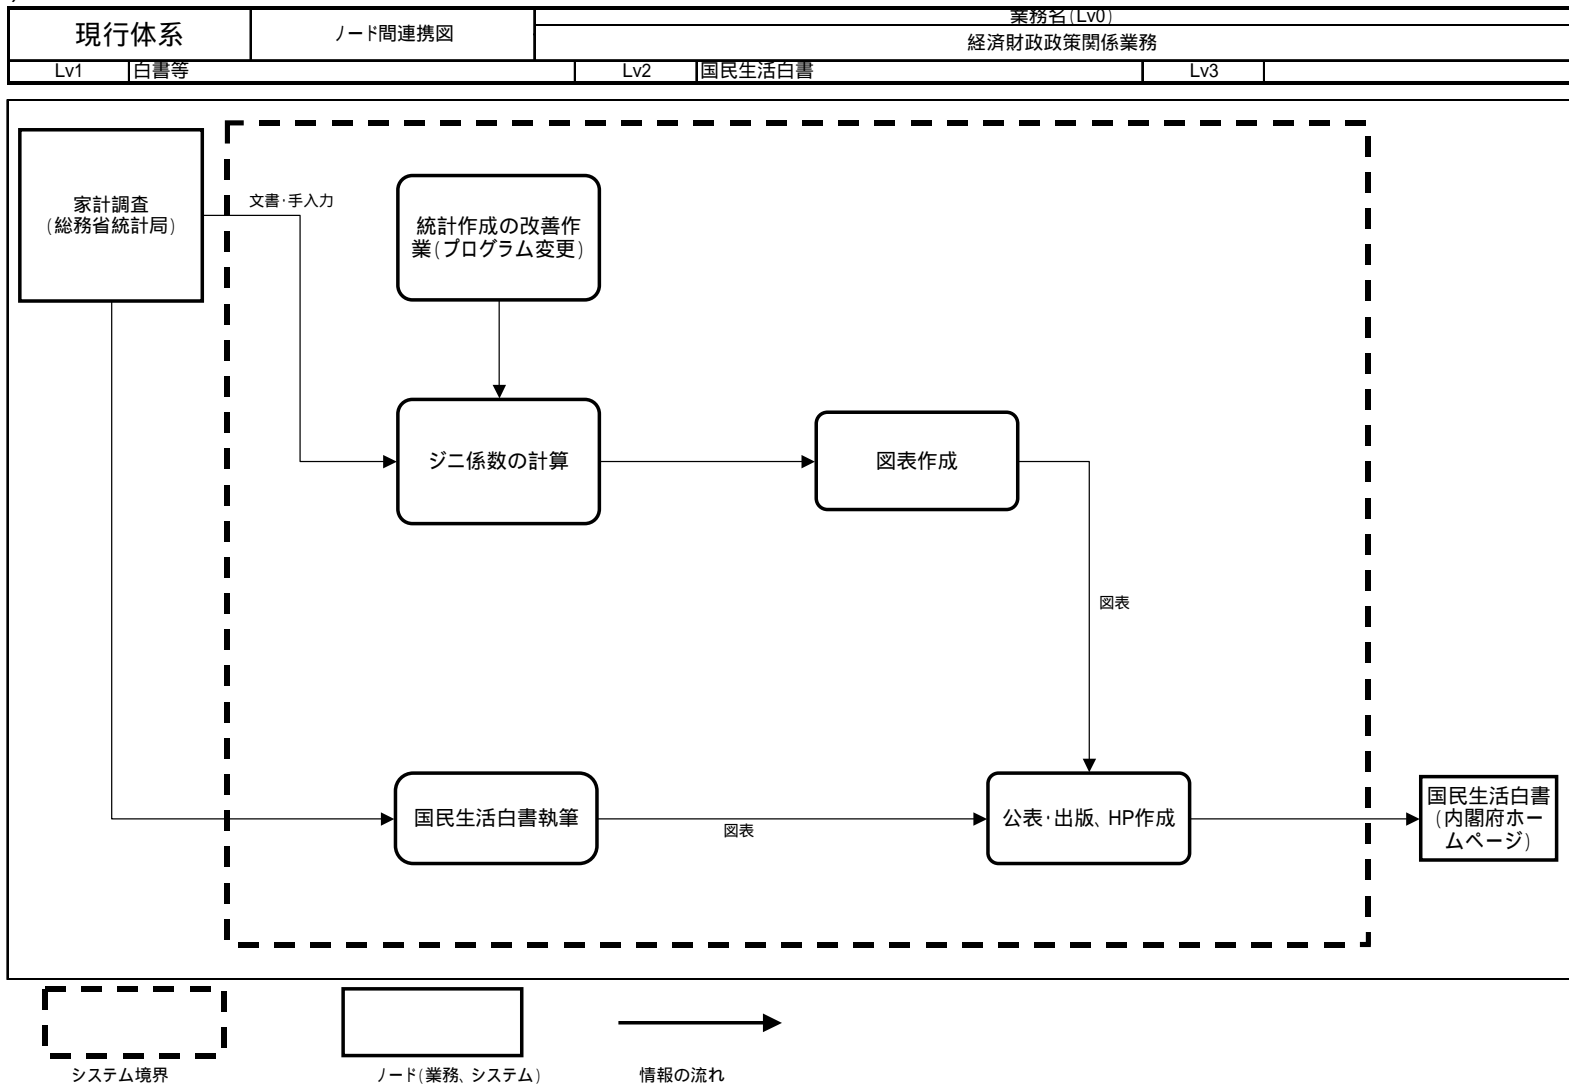 現行体系
ノード間連携図
業務名(Lv0)
経済財政政策関係業務
Lv1
白書等
Lv2
国民生活白書
Lv3
家計調査
(総務省統計局)
文書・手入力
統計作成の改善作
業(プログラム変更)
ジニ係数の計算
図表作成
図表
国民生活白書執筆
図表
公表・出版、HP作成
国民生活白書
(内閣府ホー
ムページ)
システム境界
ノード(業務、システム)
情報の流れ